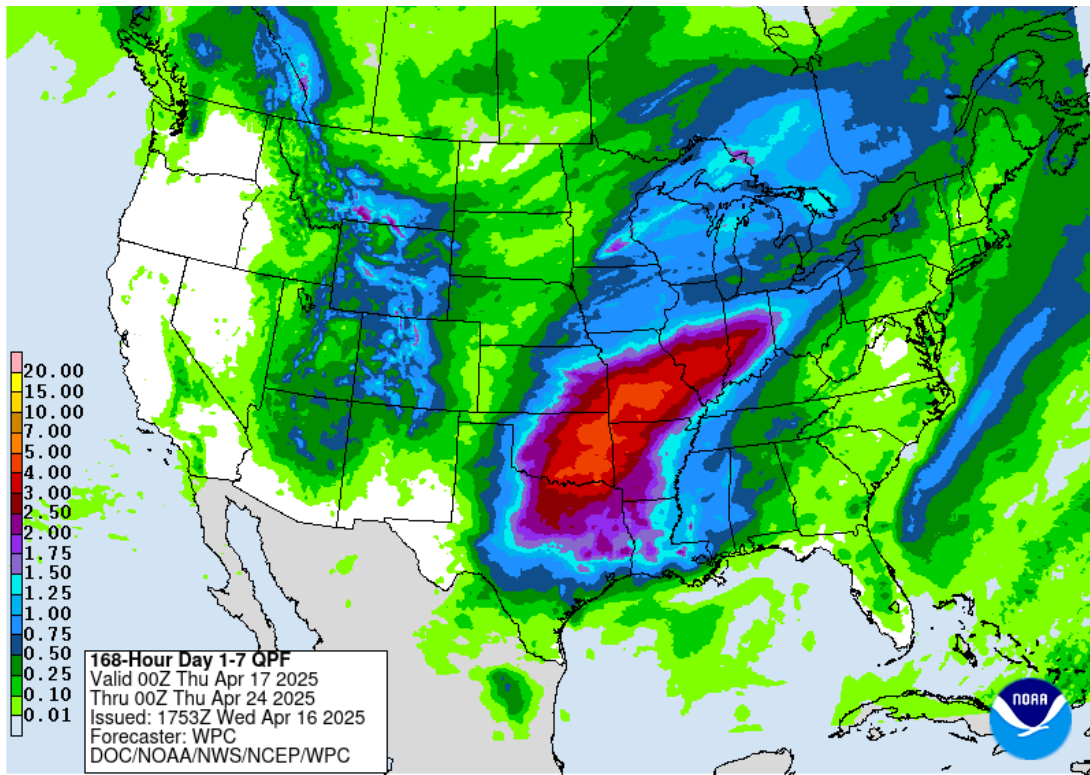 20.00
15.00
10.00
7.00
5.00
4.00
3.00
2.50
2.00
1.75
1.50
1.25
1.00
0.75
0.50
0.25
0.10
0.01
168-Hour Day 1-7 QPF
Valid 00Z Thu Apr 17 2025
Thru 00Z Thu Apr 24 2025
Issued: 1753Z Wed Apr 16 2025
Forecaster: WPC
DOC/NOAA/NWS/NCEP/WPC
NOAA